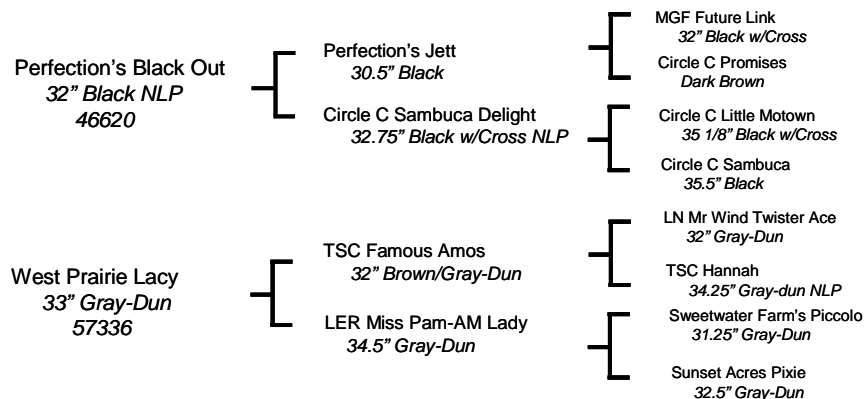 Perfection's Black Out
32" Black NLP
46620
Perfection's Jett
30.5" Black
Circle C Sambuca Delight
32.75" Black w/Cross NLP
MGF Future Link
32" Black w/Cross
Circle C Promises
Dark Brown
Circle C Little Motown
35 1/8" Black w/Cross
Circle C Sambuca
35.5" Black
West Prairie Lacy
33" Gray-Dun
57336
TSC Famous Amos
32" Brown/Gray-Dun
LER Miss Pam-AM Lady
34.5" Gray-Dun
LN Mr Wind Twister Ace
32" Gray-Dun
TSC Hannah
34.25" Gray-dun NLP
Sweetwater Farm's Piccolo
31.25" Gray-Dun
Sunset Acres Pixie
32.5" Gray-Dun